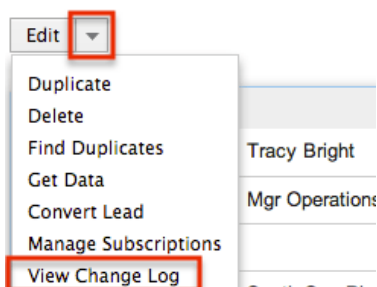 Edit
Duplicate
Delete
Find Duplicates
Tracy Bright
Get Data
Mgr Operations
Convert Lead
Manage Subscriptions
View Change Log